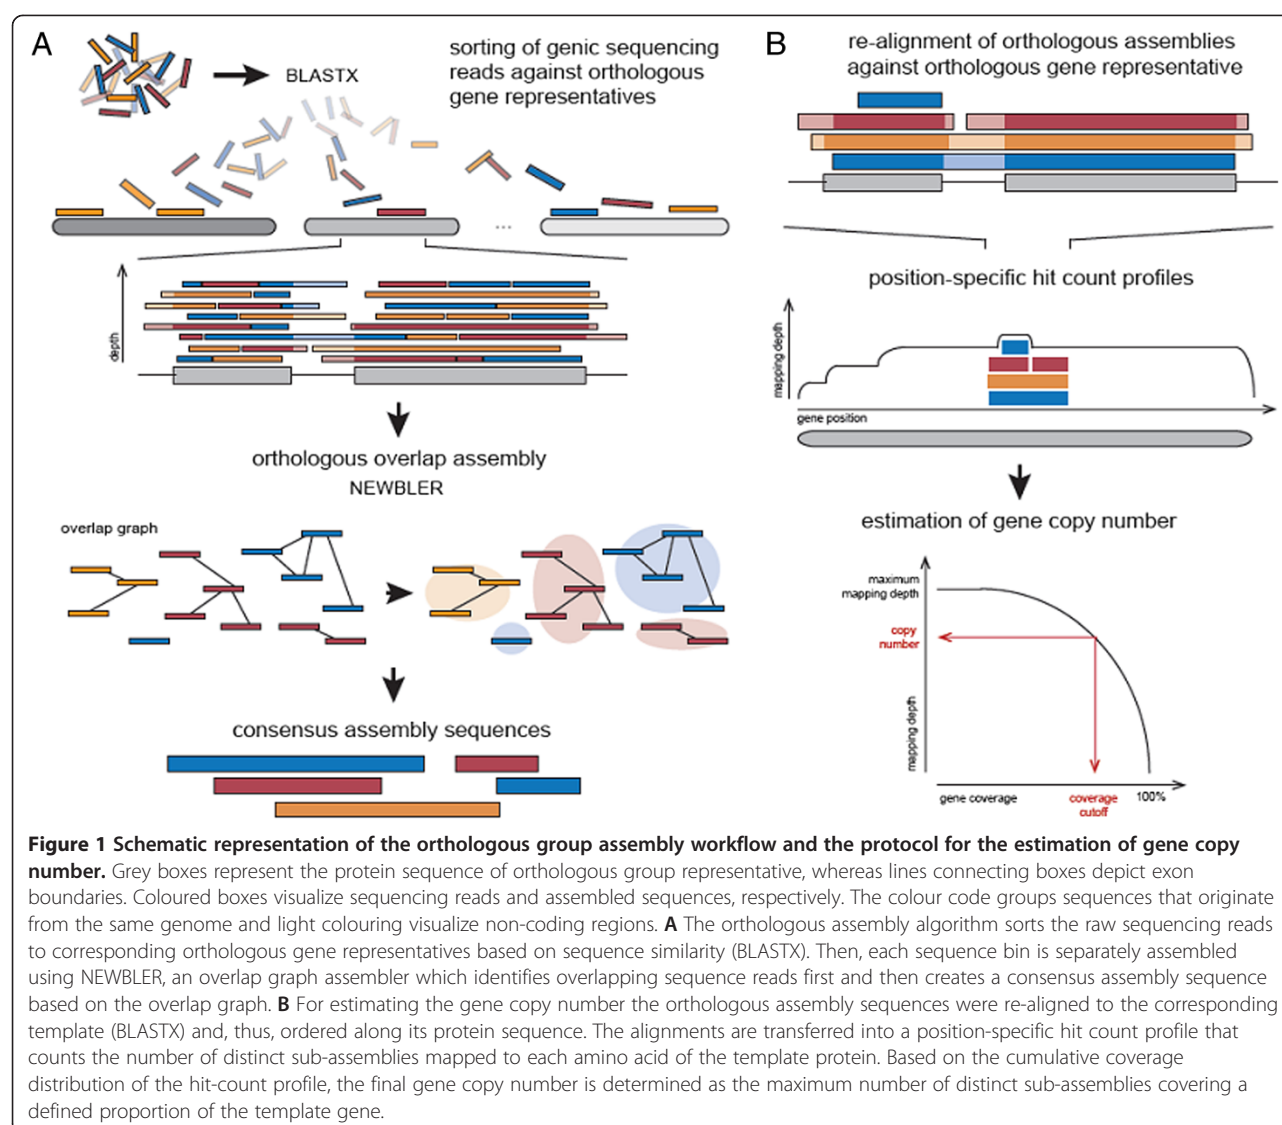 A
sorting of genic sequencing
reads against orthologous
gene representatives
BLASTX
...
depth
orthologous overlap assembly
NEWBLER
overlap graph
consensus assembly sequences
B
re-alignment of orthologous assemblies
against orthologous gene representative
position-specific hit count profiles
mapping depth
gene position
estimation of gene copy number
maximum
mapping depth
copy
number
mapping depth
gene coverage
coverage
cutoff
100%
Figure 1 Schematic representation of the orthologous group assembly workflow and the protocol for the estimation of gene copy
number. Grey boxes represent the protein sequence of orthologous group representative, whereas lines connecting boxes depict exon
boundaries. Coloured boxes visualize sequencing reads and assembled sequences, respectively. The colour code groups sequences that originate
from the same genome and light colouring visualize non-coding regions. A The orthologous assembly algorithm sorts the raw sequencing reads
to corresponding orthologous gene representatives based on sequence similarity (BLASTX). Then, each sequence bin is separately assembled
using NEWBLER, an overlap graph assembler which identifies overlapping sequence reads first and then creates a consensus assembly sequence
based on the overlap graph. B For estimating the gene copy number the orthologous assembly sequences were re-aligned to the corresponding
template (BLASTX) and, thus, ordered along its protein sequence. The alignments are transferred into a position-specific hit count profile that
counts the number of distinct sub-assemblies mapped to each amino acid of the template protein. Based on the cumulative coverage
distribution of the hit-count profile, the final gene copy number is determined as the maximum number of distinct sub-assemblies covering a
defined proportion of the template gene.